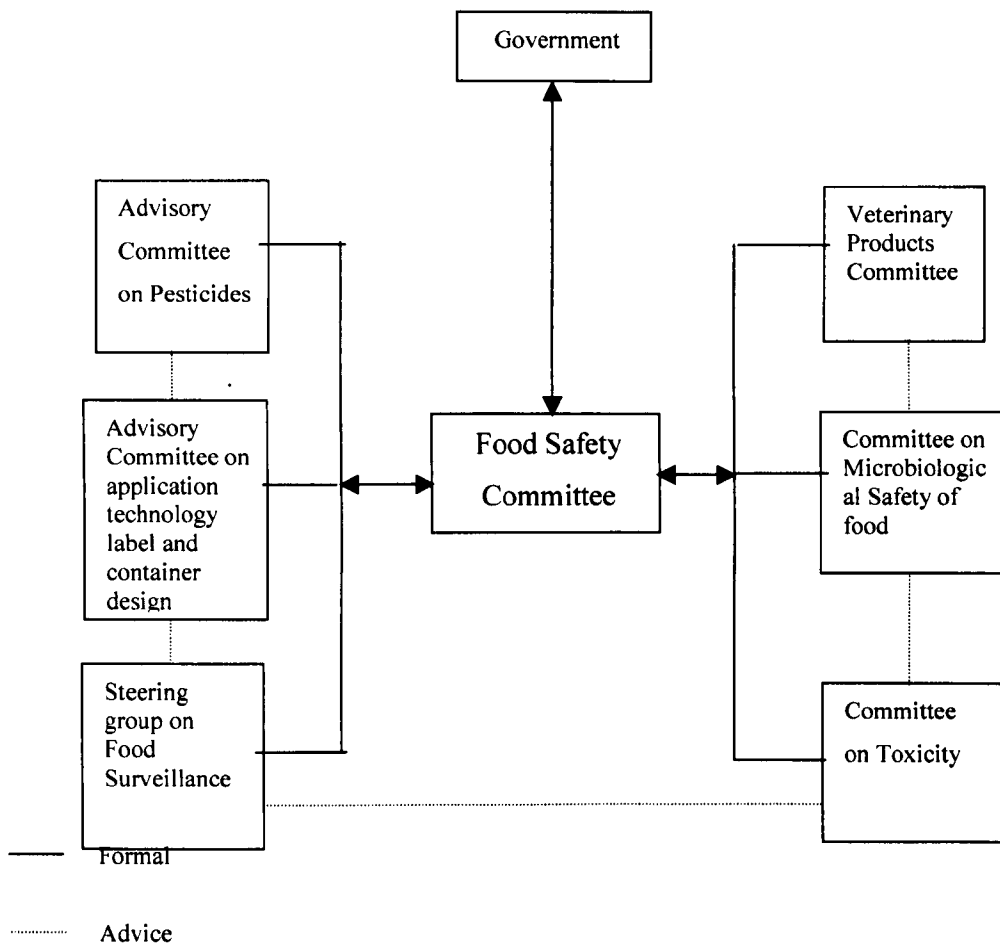 Government
Advisory
Committee
on Pesticides
Veterinary
Products
Committee
Advisory
Committee on
application
technology
label and
container
design
Food Safety
Committee
Committee on
Microbiologic
al Safety of
food
Steering
group on
Food
Surveillance
Committee
on Toxicity
Formal
Advice